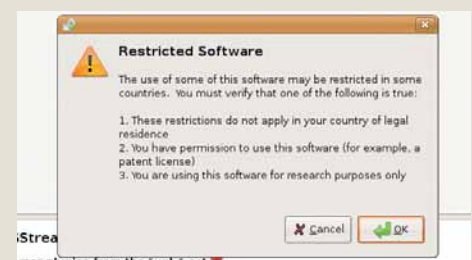 Restricted Software
The use of some of this software may be restricted in some
countries. You must verify that one of the following is true:
1. These restrictions do not apply in your country of legal
residence
2. You have permission to use this software (for example, a
patent license)
3. You are using this software for research purposes only
Cancel
OK
iStrea